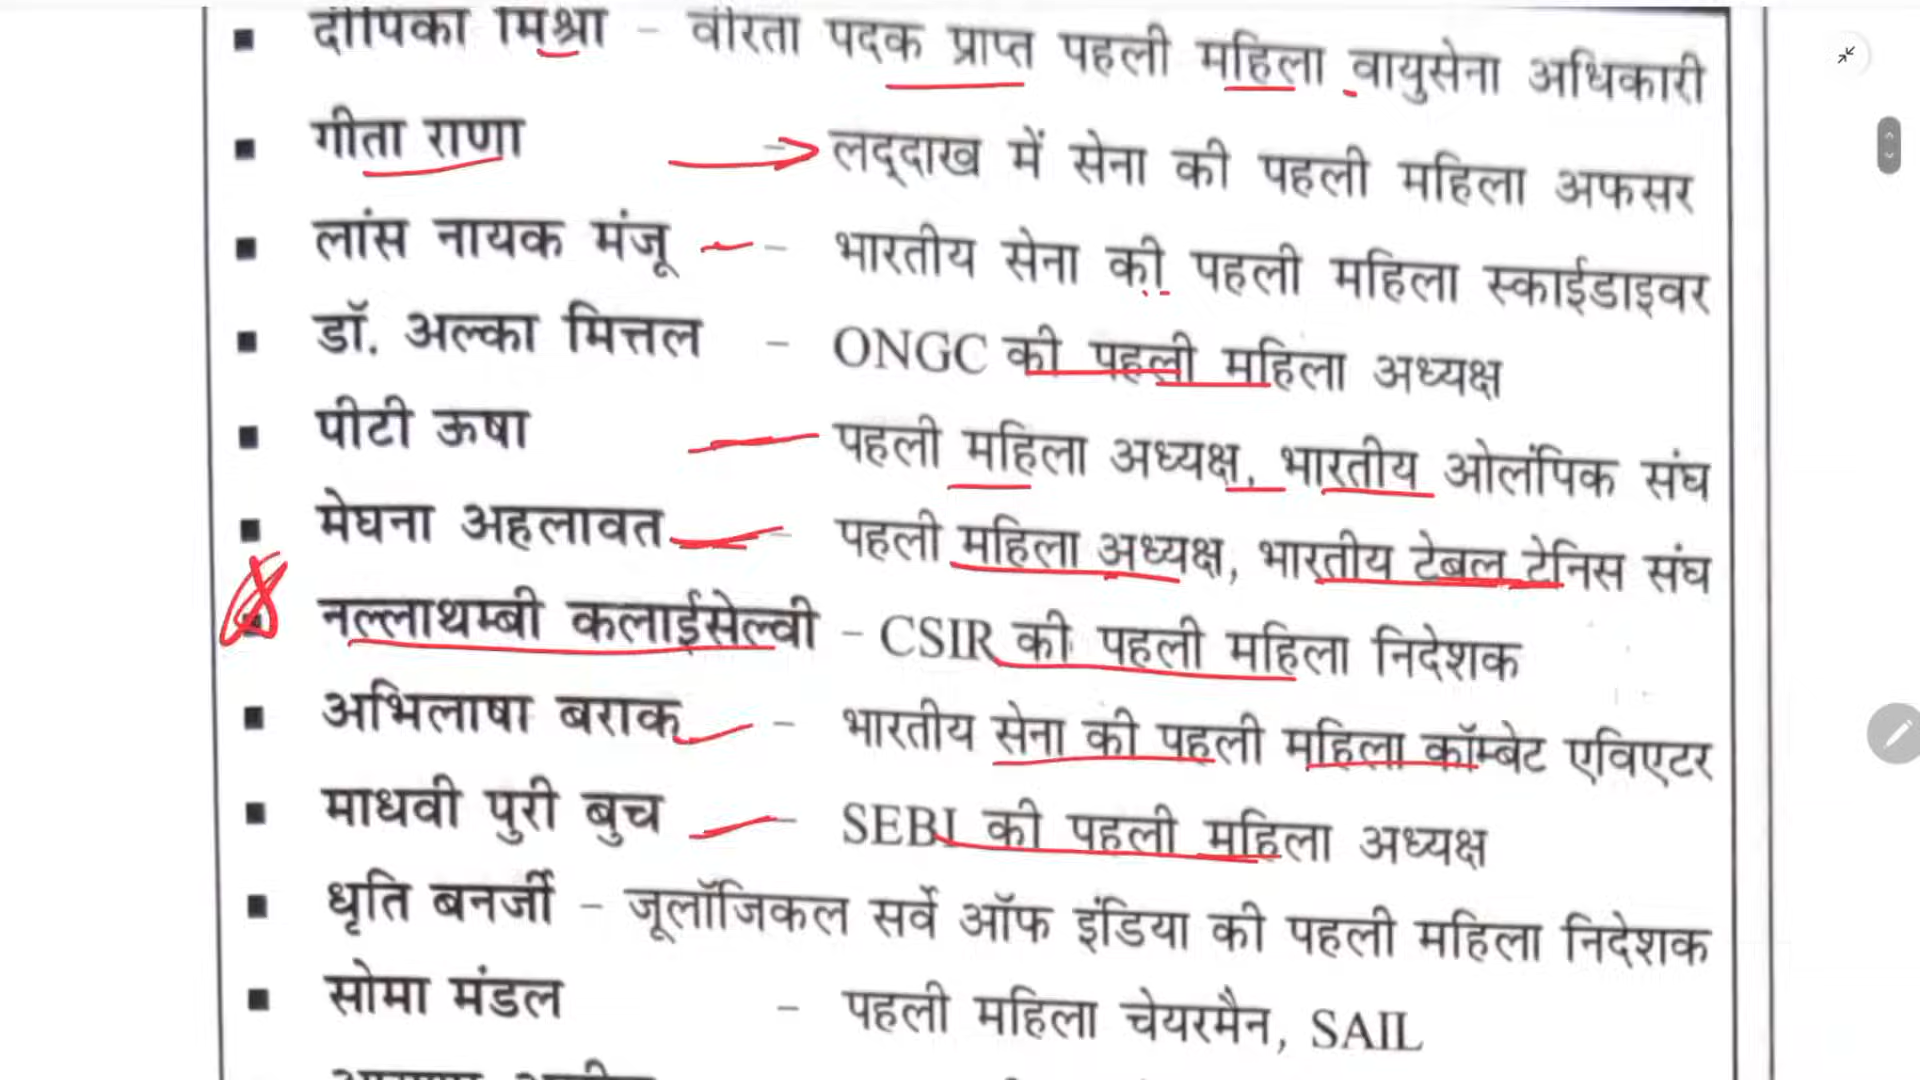 दीपिका मिश्रा – वीरता पदक प्राप्त पहली महिला वायुसेना अधिकारी
गीता राणा – लद्दाख में सेना की पहली महिला अफसर
लांस नायक मंजू – भारतीय सेना की पहली महिला स्काईडाइवर
डॉ. अल्का मित्तल – ONGC की पहली महिला अध्यक्ष
पीटी ऊषा पहली महिला अध्यक्ष, भारतीय ओलंपिक संघ
मेघना अहलावत – पहली महिला अध्यक्ष, भारतीय टेबल टेनिस संघ
नल्लाथम्बी कलाईसेल्वी – CSIR की पहली महिला निदेशक
अभिलाषा बराक – भारतीय सेना की पहली महिला कॉम्बेट एविएटर
माधवी पुरी बुच – SEBI की पहली महिला अध्यक्ष
धृति बनर्जी – जूलॉजिकल सर्वे ऑफ इंडिया की पहली महिला निदेशक
सोमा मंडल – पहली महिला चेयरमैन, SAIL